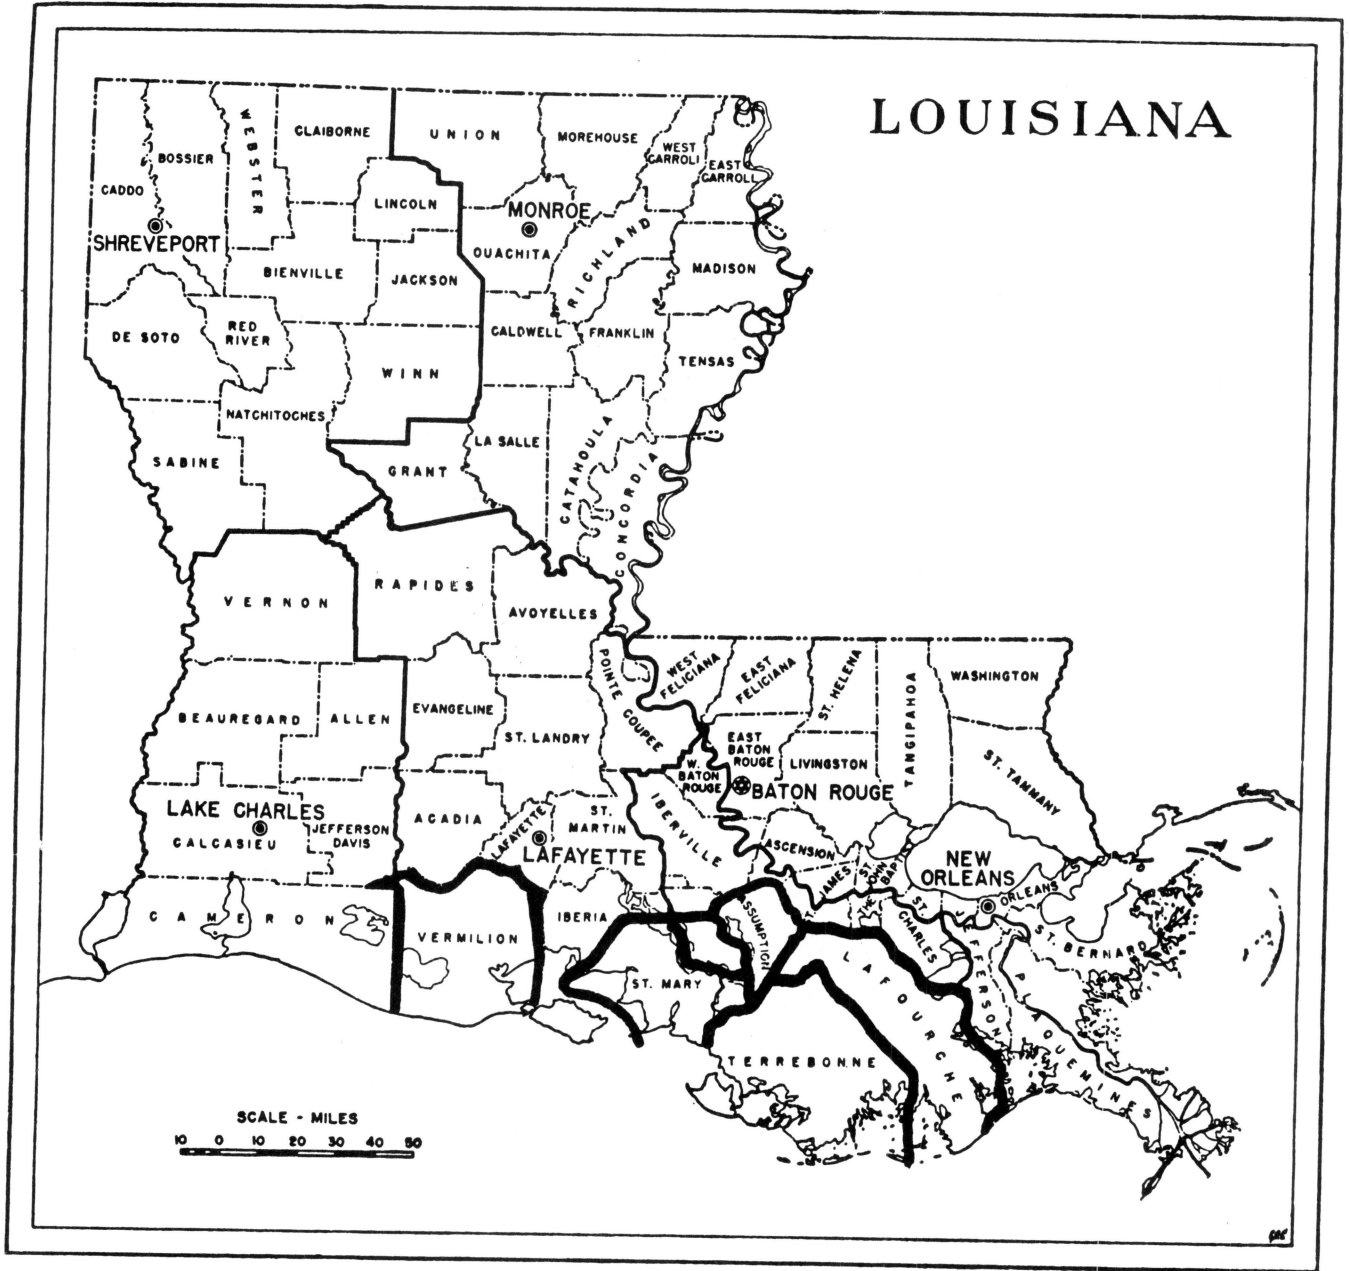 LOUISIANA
WEBSTER
CLAIBORNE
UNION
MOREHOUSE
WEST
CARROLL
EAST
CARROLL
BOSSIER
CADDO
LINCOLN
MONROE
SHREVEPORT
OUACHITA
RICHLAND
MADISON
BIENVILLE
JACKSON
DE SOTO
RED
RIVER
CALDWELL
FRANKLIN
TENSAS
WINN
NATCHITOCHES
SABINE
GRANT
LA SALLE
CATAHOULA
CONCORDIA
VERNON
RAPIDES
AVOYELLES
POINTE COUPEE
WEST
FELICIANA
EAST
FELICIANA
ST. HELENA
TANGIPAHOA
WASHINGTON
BEAUREGARD
ALLEN
EVANGELINE
ST. LANDRY
EAST
BATON
ROUGE
W.
BATON
ROUGE
LIVINGSTON
ST. TAMMANY
BATON ROUGE
LAKE CHARLES
CALCASIEU
JEFFERSON
DAVIS
ACADIA
LAFAYETTE
ST.
MARTIN
LAFAYETTE
IBERVILLE
ASCENSION
ST. JAMES
ST. JOHN
THE BAPTIST
NEW
ORLEANS
ORLEANS
CAMERON
VERMILION
IBERIA
ASSUMPTION
ST.
CHARLES
JEFFERSON
ST. BERNARD
ST. MARY
LAFOURCHE
PLAQUEMINES
TERREBONNE
SCALE - MILES
10 0 10 20 30 40 50